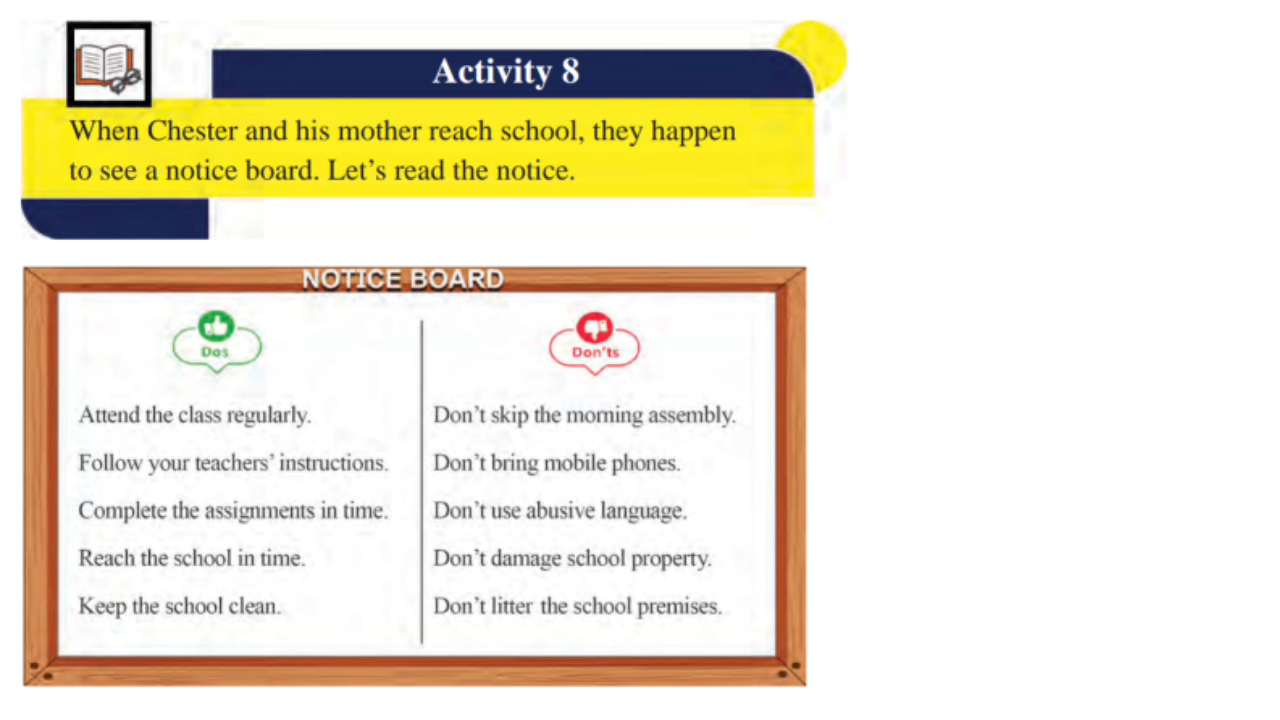 Activity 8
When Chester and his mother reach school, they happen
to see a notice board. Let’s read the notice.
NOTICE BOARD
Dos
Attend the class regularly.
Follow your teachers’ instructions.
Complete the assignments in time.
Reach the school in time.
Keep the school clean.
Don’ts
Don’t skip the morning assembly.
Don’t bring mobile phones.
Don’t use abusive language.
Don’t damage school property.
Don’t litter the school premises.